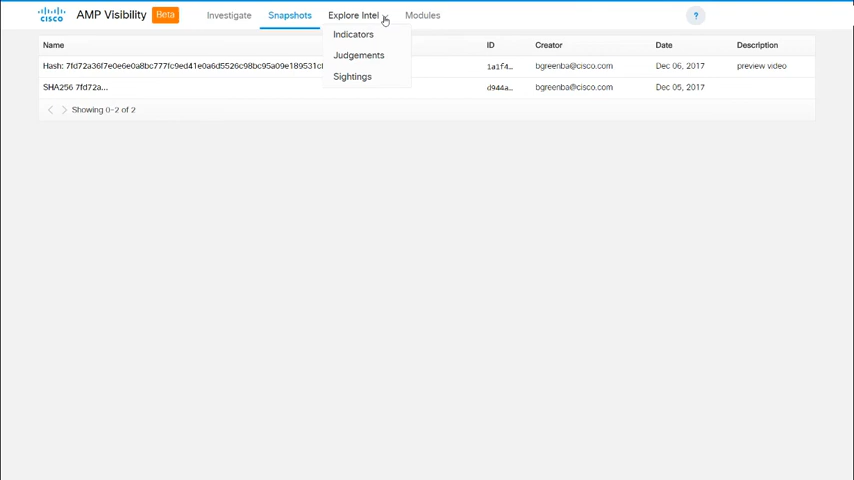 CISCO AMP Visibility Beta Investigate Snapshots Explore Intel Modules ?
Indicators
Judgements
Sightings
Name ID Creator Date Description
Hash: 1a1f4... bgreenba@cisco.com Dec 06, 2017 preview video
SHA256 7fd72a... d944a... bgreenba@cisco.com Dec 05, 2017
Showing 0-2 of 2